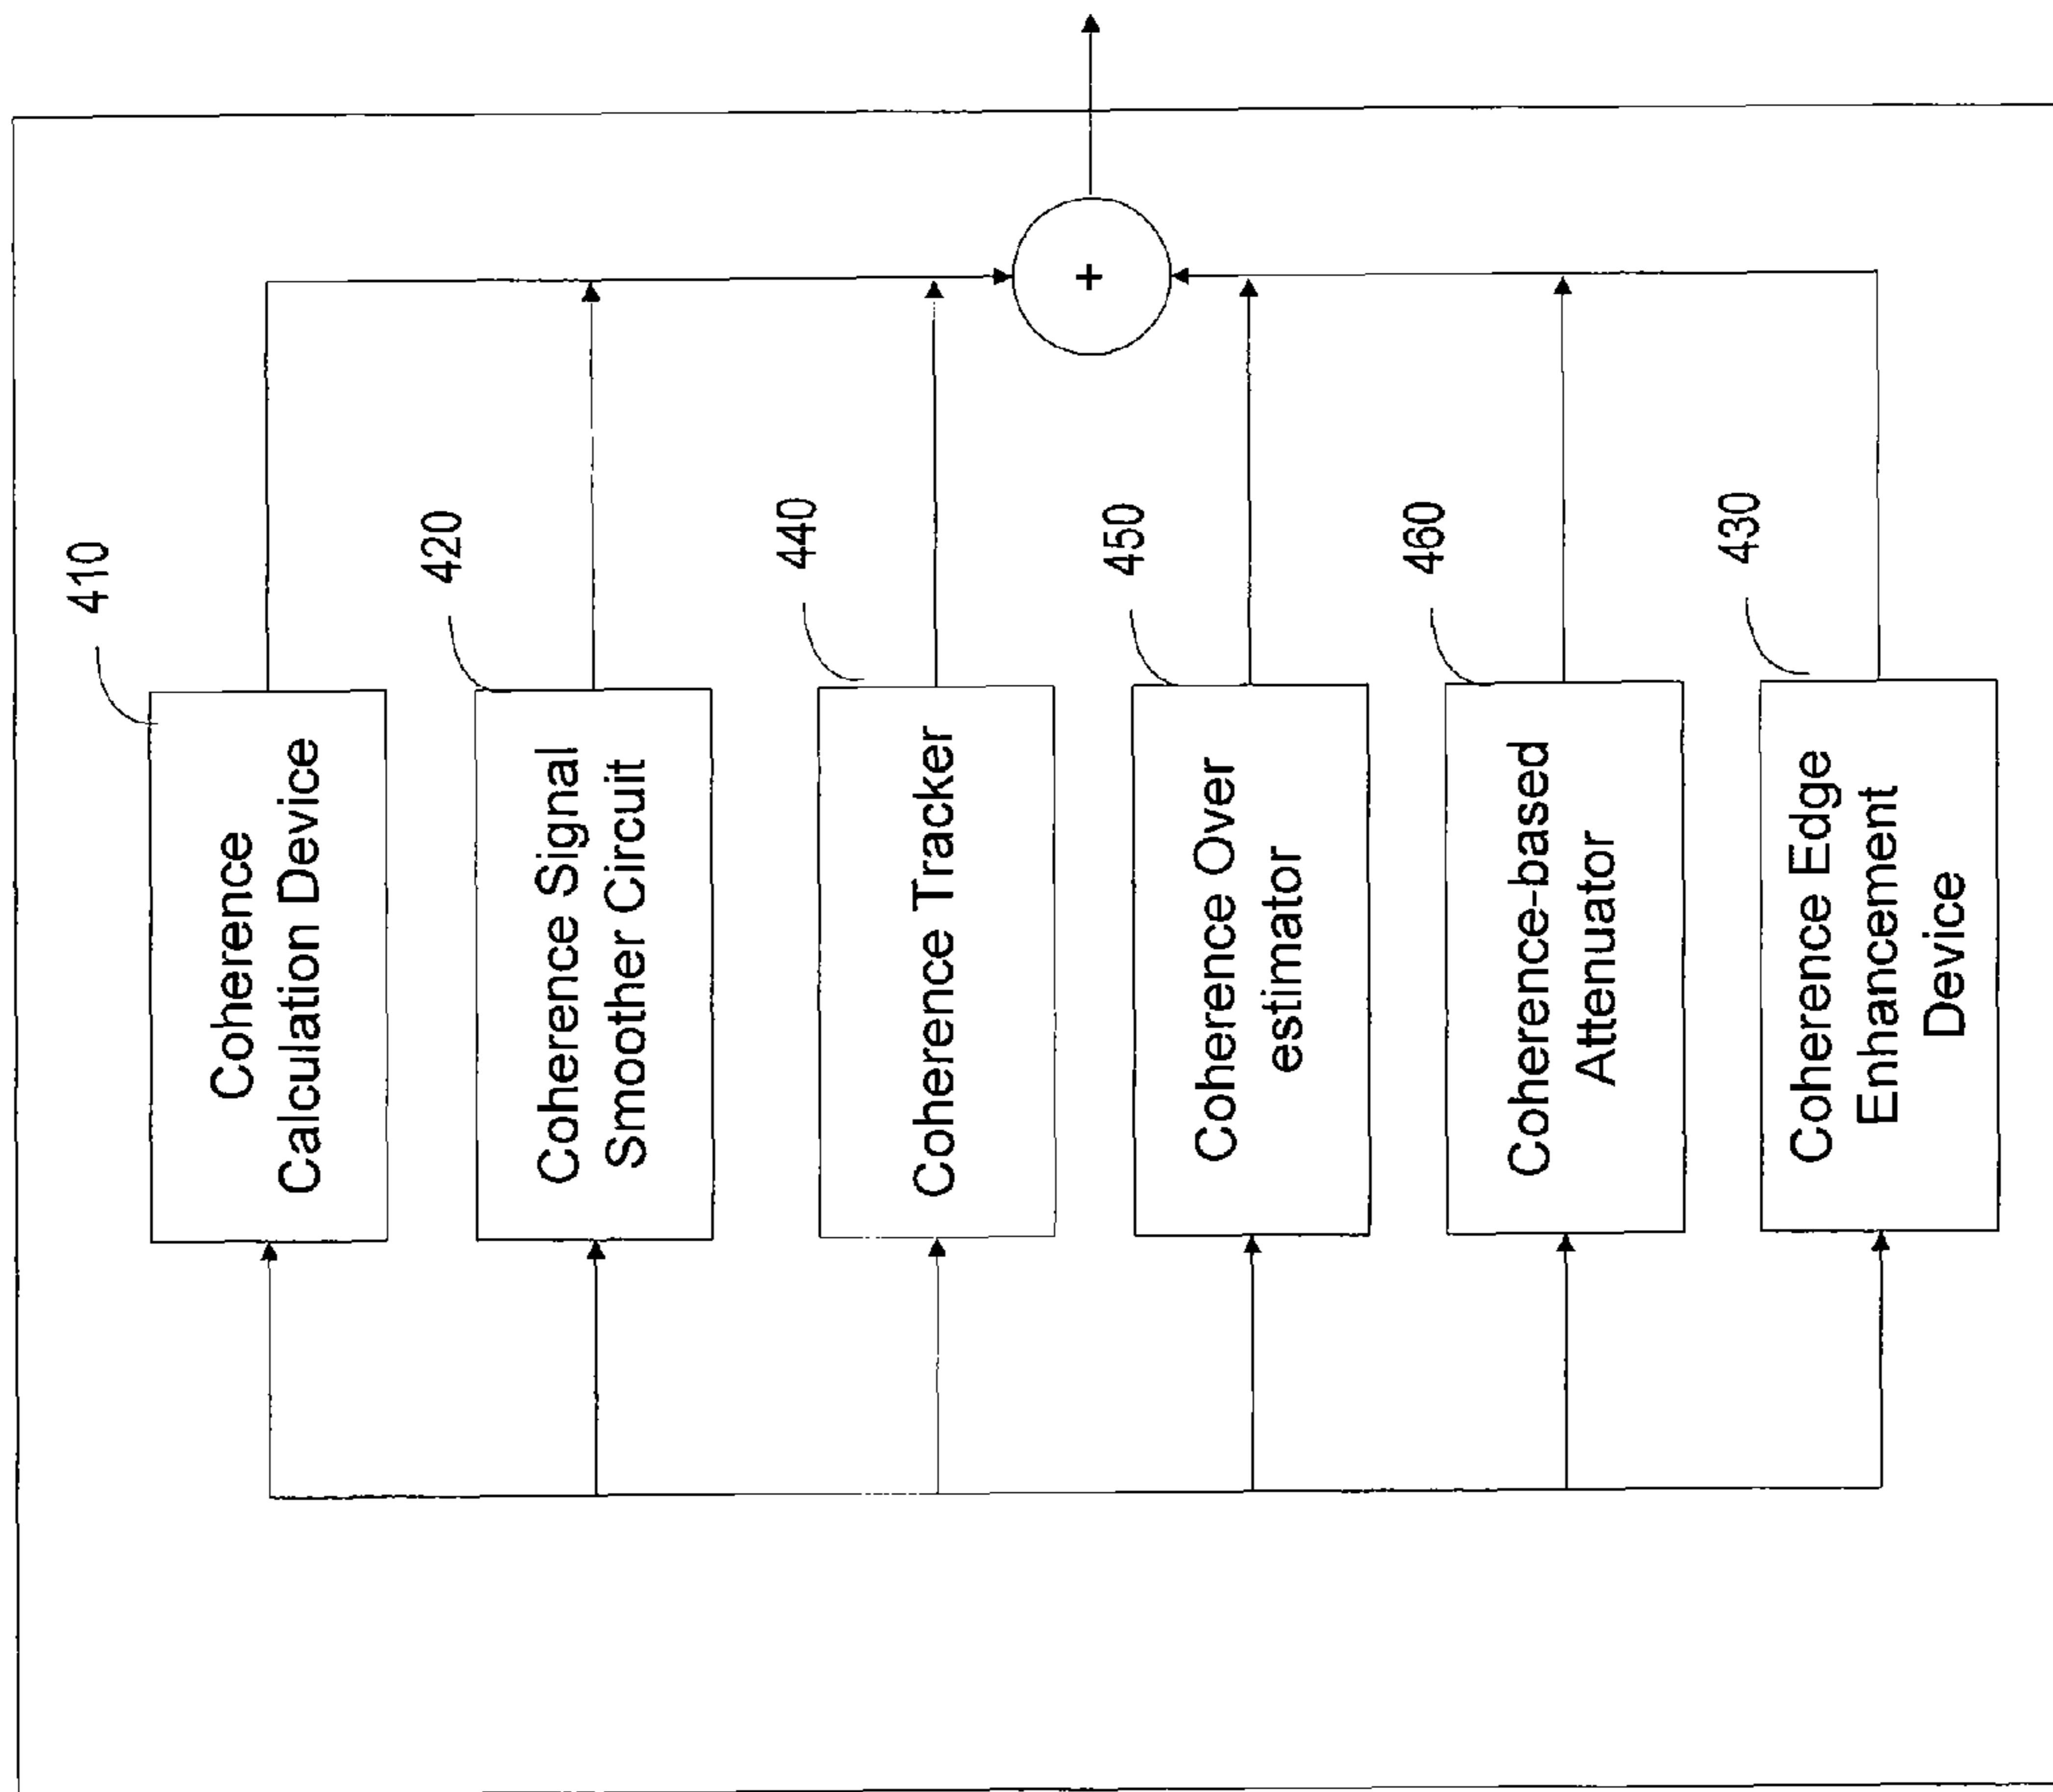 410
Coherence
Calculation Device
420
Coherence Signal
Smoother Circuit
440
Coherence Tracker
450
Coherence Over
estimator
460
Coherence-based
Attenuator
430
Coherence Edge
Enhancement
Device
+